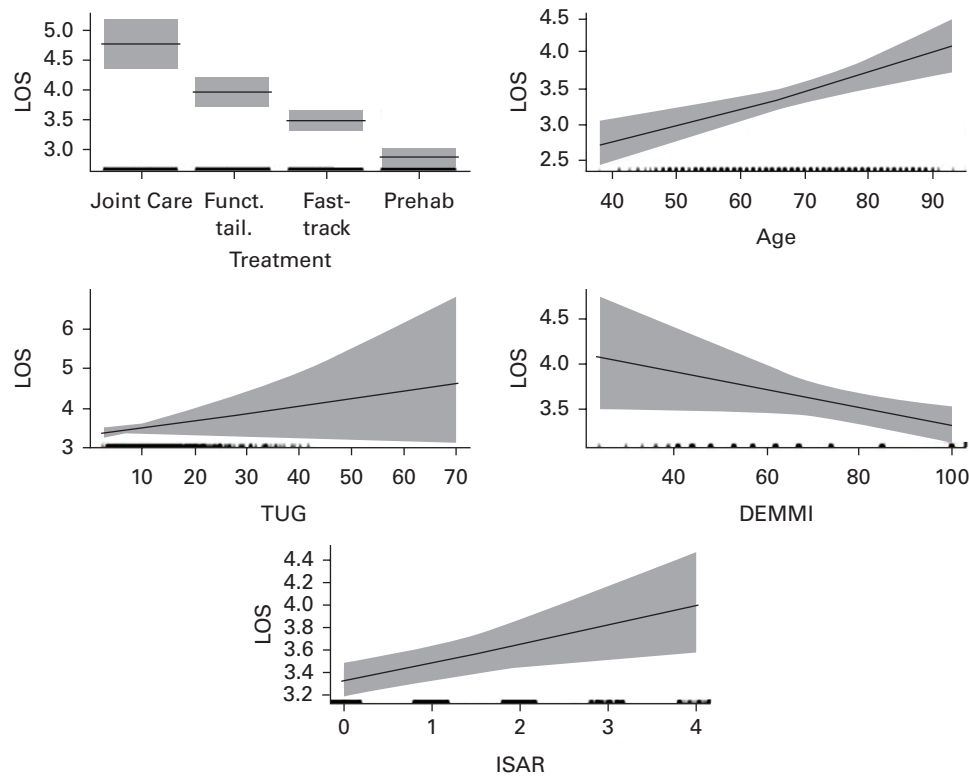 LOS
5.0
4.5
4.0
3.5
3.0
Joint Care Funct. tail. Fast- track Prehab
Treatment
LOS
4.5
4.0
3.5
3.0
2.5
40 50 60 70 80 90
Age
LOS
6
5
4
3
10 20 30 40 50 60 70
TUG
LOS
4.5
4.0
3.5
40 60 80 100
DEMMI
LOS
4.4
4.2
4.0
3.8
3.6
3.4
3.2
0 1 2 3 4
ISAR